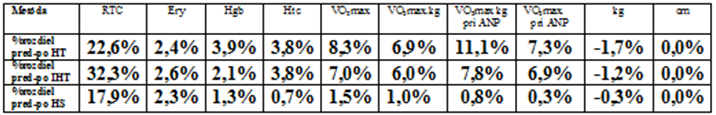 Metóda RTC Ery Hgb Htc VO₂max VO₂max.kg VO₂max.kg pri ANP VO₂max pri ANP kg cm
%rozdiel pred-po HT 22,6% 2,4% 3,9% 3,8% 8,3% 6,9% 11,1% 7,3% -1,7% 0,0%
%rozdiel pred-po IHT 32,3% 2,6% 2,1% 3,8% 7,0% 6,0% 7,8% 6,9% -1,2% 0,0%
%rozdiel pred-po HS 17,9% 2,3% 1,3% 0,7% 1,5% 1,0% 0,8% 0,3% -0,3% 0,0%